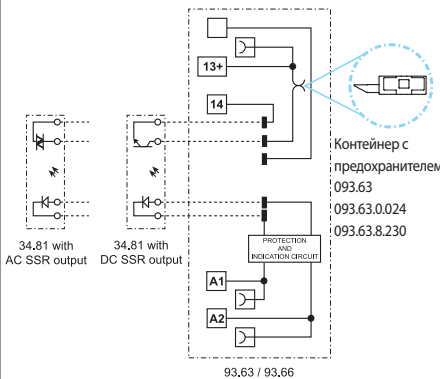 13+
14
Контейнер с
предохранителем
093.63
093.63.0.024
093.63.8.230
34.81 with
AC SSR output
34.81 with
DC SSR output
PROTECTION
AND
INDICATION CIRCUIT
A1
A2
93.63 / 93.66